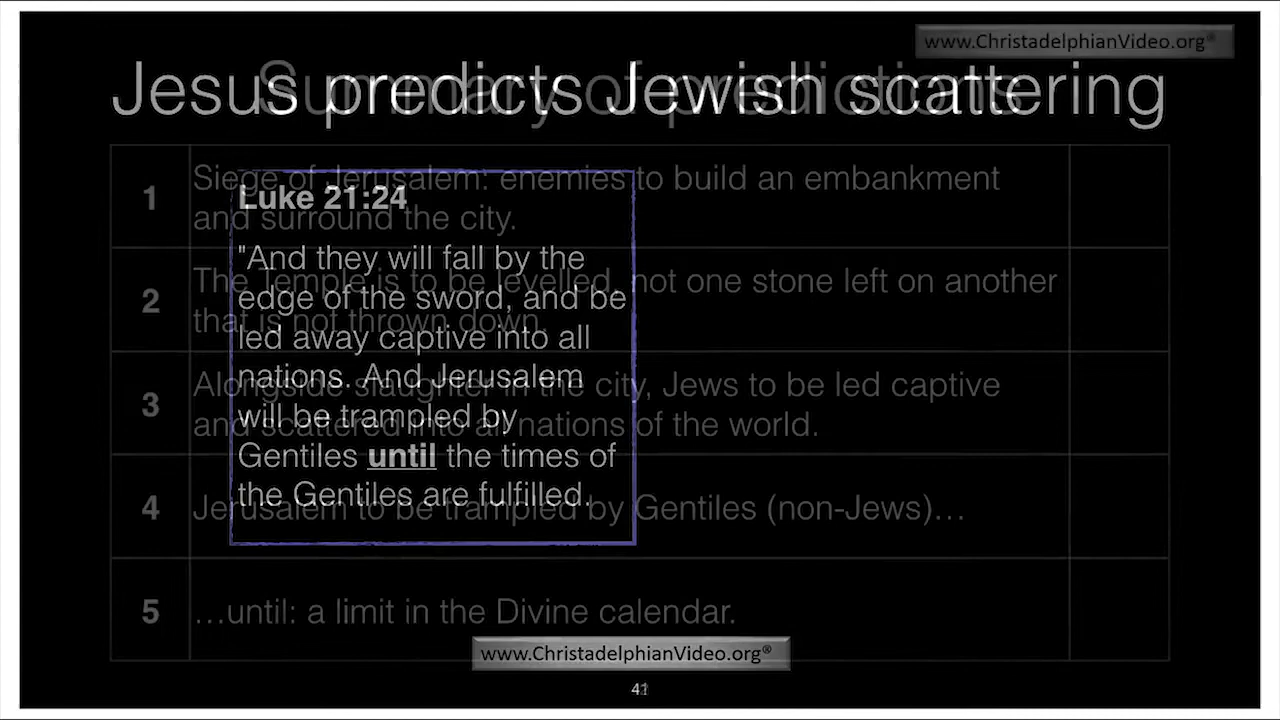 www.ChristadelphianVideo.org®
Jesus predicts Jewish scattering
Summary of predictions
Luke 21:24
"And they will fall by the
edge of the sword, and be
led away captive into all
nations. And Jerusalem
will be trampled by
Gentiles until the times of
the Gentiles are fulfilled.
1
Siege of Jerusalem: enemies to build an embankment
and surround the city.
2
The Temple is to be levelled, not one stone left on another
that is not thrown down.
3
Alongside slaughter in the city, Jews to be led captive
and scattered into all nations of the world.
4
Jerusalem to be trampled by Gentiles (non-Jews)…
5
…until: a limit in the Divine calendar.
www.ChristadelphianVideo.org®